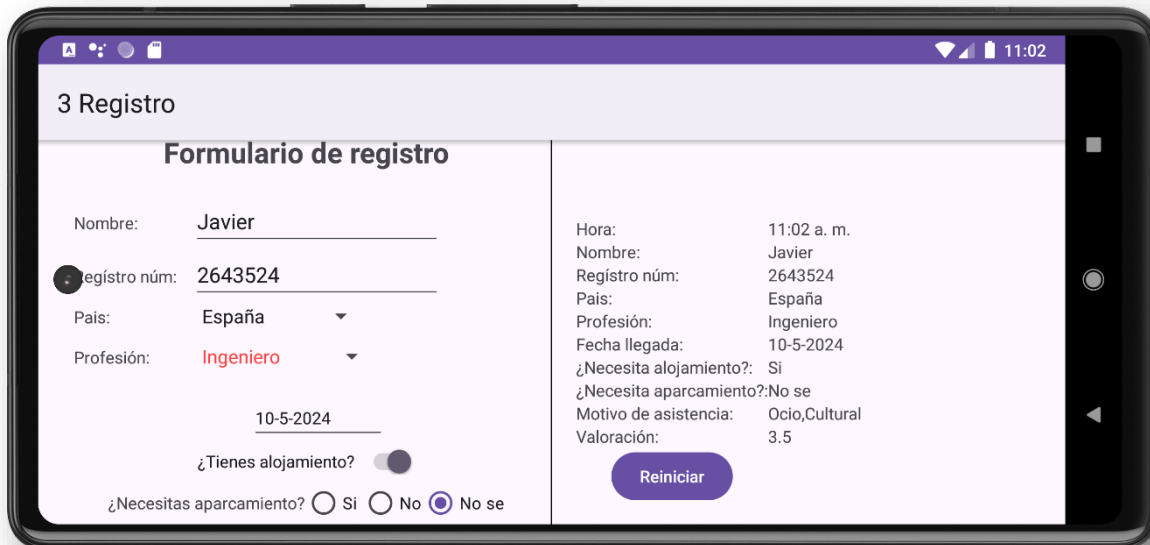 A 11:02
3 Registro
Formulario de registro
Nombre: Javier
Regístro núm: 2643524
Pais: España
Profesión: Ingeniero
10-5-2024
¿Tienes alojamiento?
¿Necesitas aparcamiento? Si No No se
Hora: 11:02 a. m.
Nombre: Javier
Regístro núm: 2643524
Pais: España
Profesión: Ingeniero
Fecha llegada: 10-5-2024
¿Necesita alojamiento?: Si
¿Necesita aparcamiento?:No se
Motivo de asistencia: Ocio,Cultural
Valoración: 3.5
Reiniciar